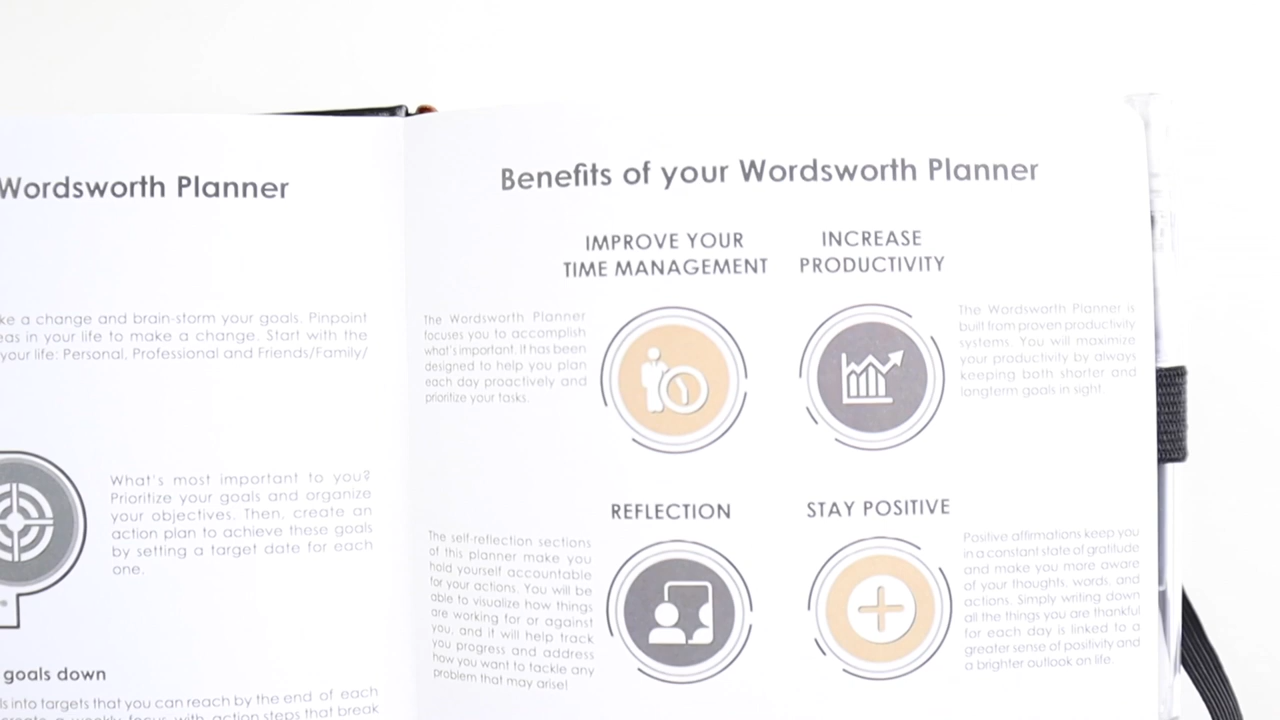 Wordsworth Planner
ke a change and brain-storm your goals. Pinpoint
eas in your life to make a change. Start with the
your life: Personal, Professional and Friends/Family/
What's most important to you?
Prioritize your goals and organize
your objectives. Then, create an
action plan to achieve these goals
by setting a target date for each
one.
goals down
ls into targets that you can reach by the end of each
create a weekly focus with action steps that break
Benefits of your Wordsworth Planner
IMPROVE YOUR
TIME MANAGEMENT
The Wordsworth Planner
focuses you to accomplish
what's important. It has been
designed to help you plan
each day proactively and
prioritize your tasks.
INCREASE
PRODUCTIVITY
The Wordsworth Planner is
built from proven productivity
systems. You will maximize
your productivity by always
keeping both shorter and
longterm goals in sight.
REFLECTION
The self-reflection sections
of this planner make you
hold yourself accountable
for your actions. You will be
able to visualize how things
are working for or against
you, and it will help track
you progress and address
how you want to tackle any
problem that may arise!
STAY POSITIVE
Positive affirmations keep you
in a constant state of gratitude
and make you more aware
of your thoughts, words, and
actions. Simply writing down
all the things you are thankful
for each day is linked to a
greater sense of positivity and
a brighter outlook on life.